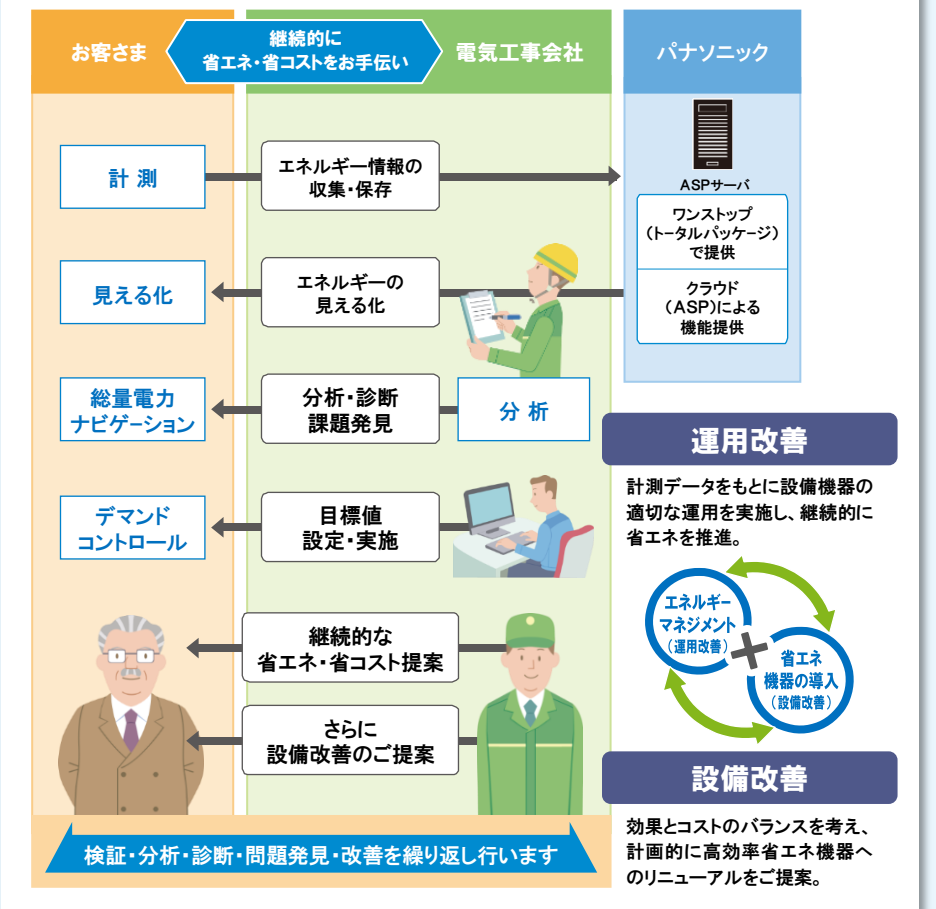 お客さま
継続的に
省エネ・省コストをお手伝い
電気工事会社
パナソニック
計 測
エネルギー情報の
収集・保存
ASPサーバ
ワンストップ
(トータルパッケージ)
で提供
クラウド
(ASP)による
機能提供
見える化
エネルギーの
見える化
総量電力
ナビゲーション
分析・診断
課題発見
分 析
デマンド
コントロール
目標値
設定・実施
継続的な
省エネ・省コスト提案
さらに
設備改善のご提案
検証・分析・診断・問題発見・改善を繰り返し行います
運用改善
計測データをもとに設備機器の
適切な運用を実施し、継続的に
省エネを推進。
エネルギー
マネジメント
(運用改善)
省エネ
機器の導入
(設備改善)
設備改善
効果とコストのバランスを考え、
計画的に高効率省エネ機器へ
のリニューアルをご提案。